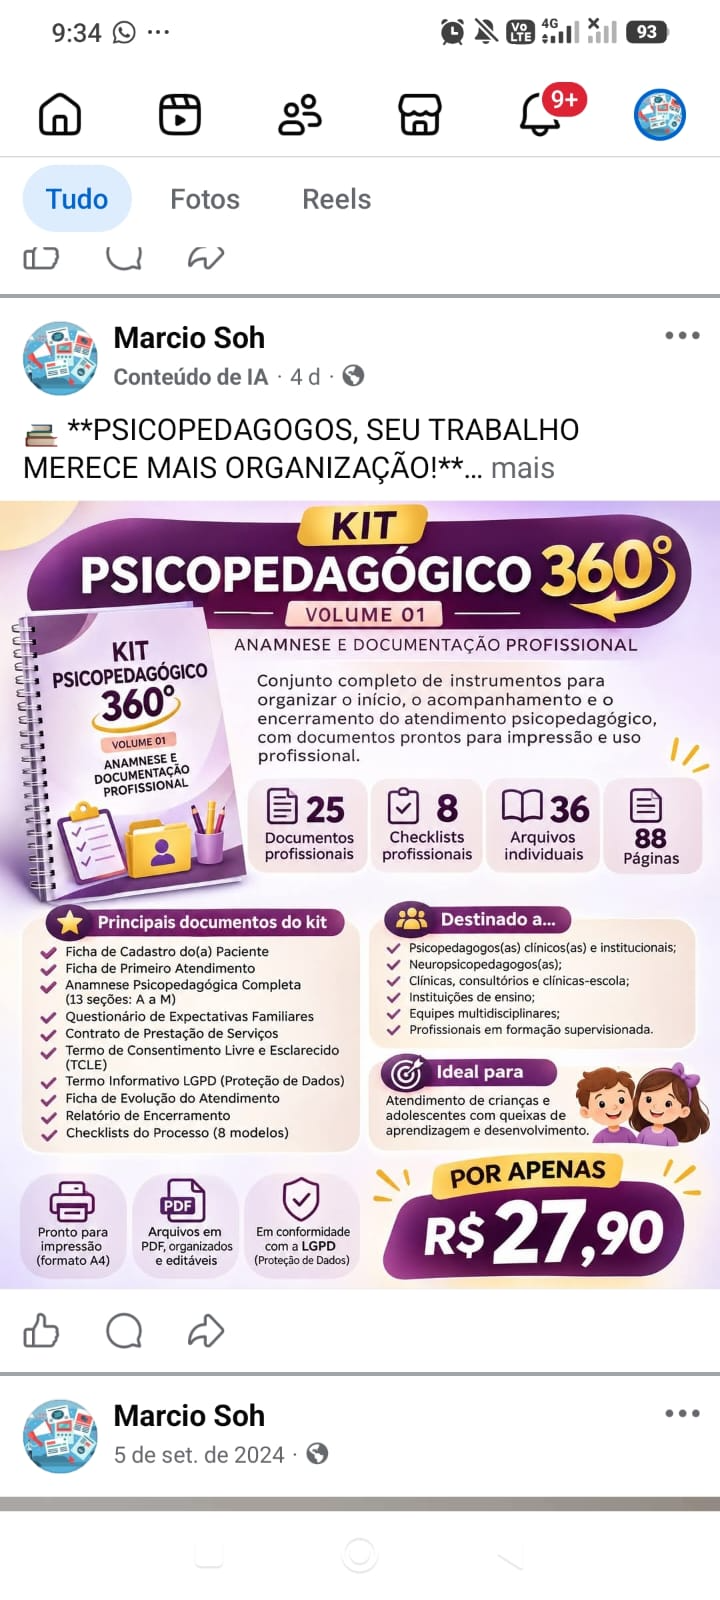 9:34
VO LTE
4G
93
9+
Tudo
Fotos
Reels
Marcio Soh
Conteúdo de IA · 4 d ·
**PSICOPEDAGOGOS, SEU TRABALHO
MERECE MAIS ORGANIZAÇÃO!**... mais
KIT
PSICOPEDAGÓGICO 360°
VOLUME 01
ANAMNESE E DOCUMENTAÇÃO PROFISSIONAL
KIT
PSICOPEDAGÓGICO
360°
VOLUME 01
ANAMNESE E
DOCUMENTAÇÃO
PROFISSIONAL
Conjunto completo de instrumentos para
organizar o início, o acompanhamento e o
encerramento do atendimento psicopedagógico,
com documentos prontos para impressão e uso
profissional.
25
Documentos
profissionais
8
Checklists
profissionais
36
Arquivos
individuais
88
Páginas
Principais documentos do kit
Ficha de Cadastro do(a) Paciente
Ficha de Primeiro Atendimento
Anamnese Psicopedagógica Completa
(13 seções: A a M)
Questionário de Expectativas Familiares
Contrato de Prestação de Serviços
Termo de Consentimento Livre e Esclarecido
(TCLE)
Termo Informativo LGPD (Proteção de Dados)
Ficha de Evolução do Atendimento
Relatório de Encerramento
Checklists do Processo (8 modelos)
Destinado a...
Psicopedagogos(as) clínicos(as) e institucionais;
Neuropsicopedagogos(as);
Clínicas, consultórios e clínicas-escola;
Instituições de ensino;
Equipes multidisciplinares;
Profissionais em formação supervisionada.
Ideal para
Atendimento de crianças e
adolescentes com queixas de
aprendizagem e desenvolvimento.
Pronto para
impressão
(formato A4)
PDF
Arquivos em
PDF, organizados
e editáveis
Em conformidade
com a LGPD
(Proteção de Dados)
POR APENAS
R$ 27,90
Marcio Soh
5 de set. de 2024 ·